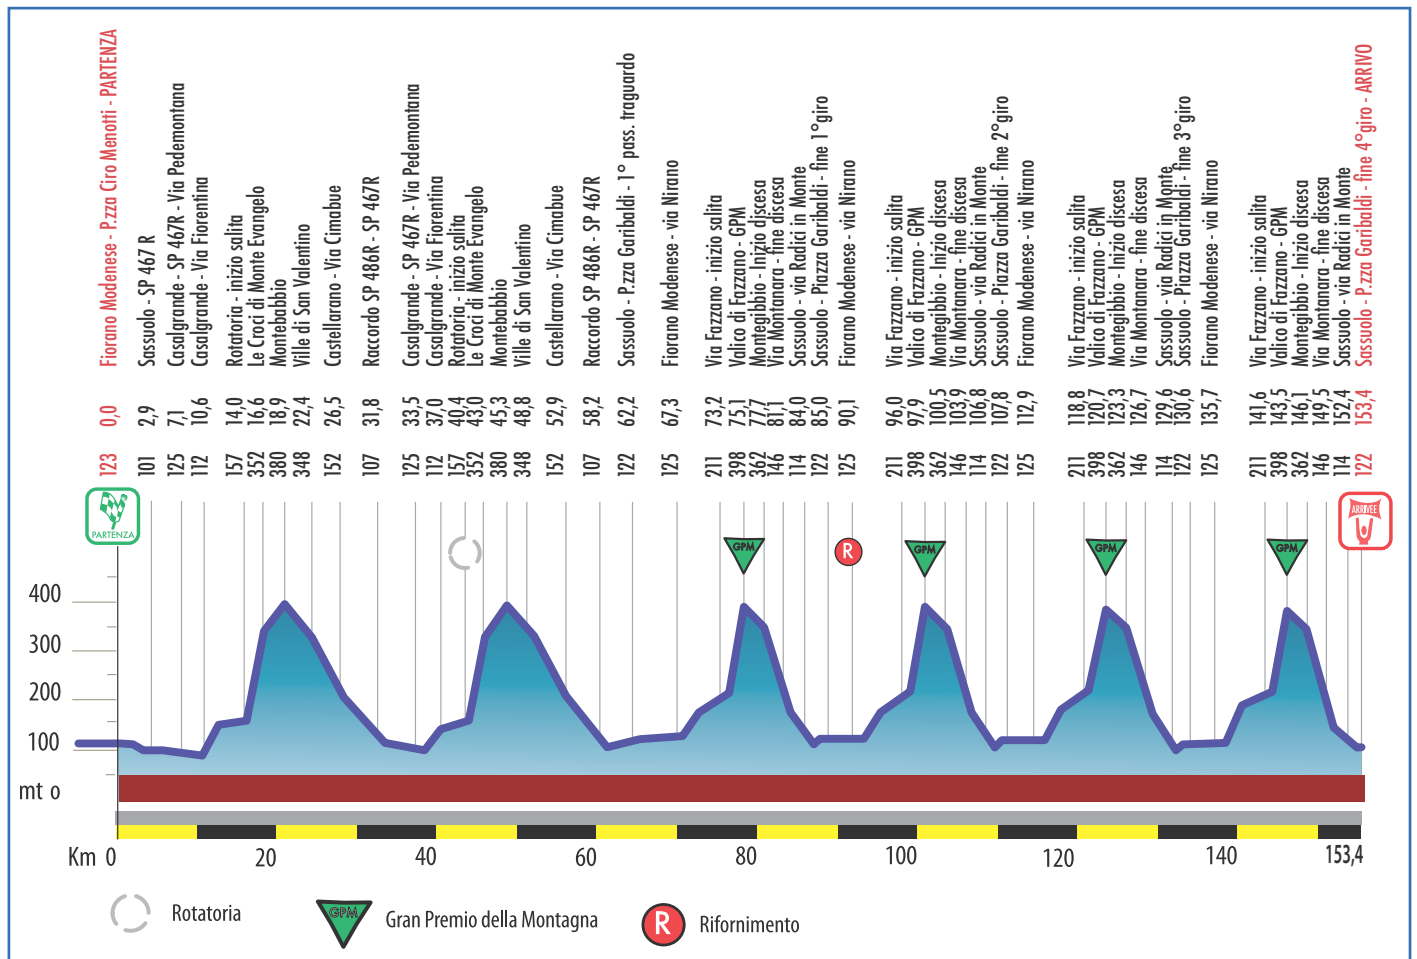 Fiorano Modenese - P.zza Ciro Menotti - PARTENZA 0,0 123
Sassuolo - SP 467 R 2,9 101
Casalgrande - SP 467R - Via Pedemontana 7,1 125
Casalgrande - Via Fiorentina 10,6 112
Rotatoria - inizio salita 14,0 157
Le Croci di Monte Evangelo 16,6 352
Montebabbio 18,9 380
Ville di San Valentino 22,4 348
Castellarano - Via Cimabue 26,5 152
Raccordo SP 486R - SP 467R 31,8 107
Casalgrande - SP 467R - Via Pedemontana 33,5 125
Casalgrande - Via Fiorentina 37,0 112
Rotatoria - inizio salita 40,4 157
Le Croci di Monte Evangelo 43,0 352
Montebabbio 45,3 380
Ville di San Valentino 48,8 348
Castellarano - Via Cimabue 52,9 152
Raccordo SP 486R - SP 467R 58,2 107
Sassuolo - P.zza Garibaldi - 1° pass. traguardo 62,2 122
Fiorano Modenese - via Nirano 67,3 125
Via Fazzano - inizio salita 73,2 211
Valico di Fazzano - GPM 75,1 398
Montegibbio - Inizio discesa 77,7 362
Via Montanara - fine discesa 81,1 146
Sassuolo - via Radici in Monte 84,0 114
Sassuolo - Piazza Garibaldi - fine 1°giro 85,0 122
Fiorano Modenese - via Nirano 90,1 125
Via Fazzano - inizio salita 96,0 211
Valico di Fazzano - GPM 97,9 398
Montegibbio - Inizio discesa 100,5 362
Via Montanara - fine discesa 103,9 146
Sassuolo - via Radici in Monte 106,8 114
Sassuolo - Piazza Garibaldi - fine 2°giro 107,8 122
Fiorano Modenese - via Nirano 112,9 125
Via Fazzano - inizio salita 118,8 211
Valico di Fazzano - GPM 120,7 398
Montegibbio - Inizio discesa 123,3 362
Via Montanara - fine discesa 126,7 146
Sassuolo - via Radici in Monte 129,6 114
Sassuolo - Piazza Garibaldi - fine 3°giro 130,6 122
Fiorano Modenese - via Nirano 135,7 125
Via Fazzano - inizio salita 141,6 211
Valico di Fazzano - GPM 143,5 398
Montegibbio - Inizio discesa 146,1 362
Via Montanara - fine discesa 149,5 146
Sassuolo - via Radici in Monte 152,4 114
Sassuolo - P.zza Garibaldi - fine 4°giro - ARRIVO 153,4 122
PARTENZA
ARRIVEE
GPM R GPM GPM GPM
400
300
200
100
mt 0
Km 0 20 40 60 80 100 120 140 153,4
Rotatoria
GPM Gran Premio della Montagna
R Rifornimento